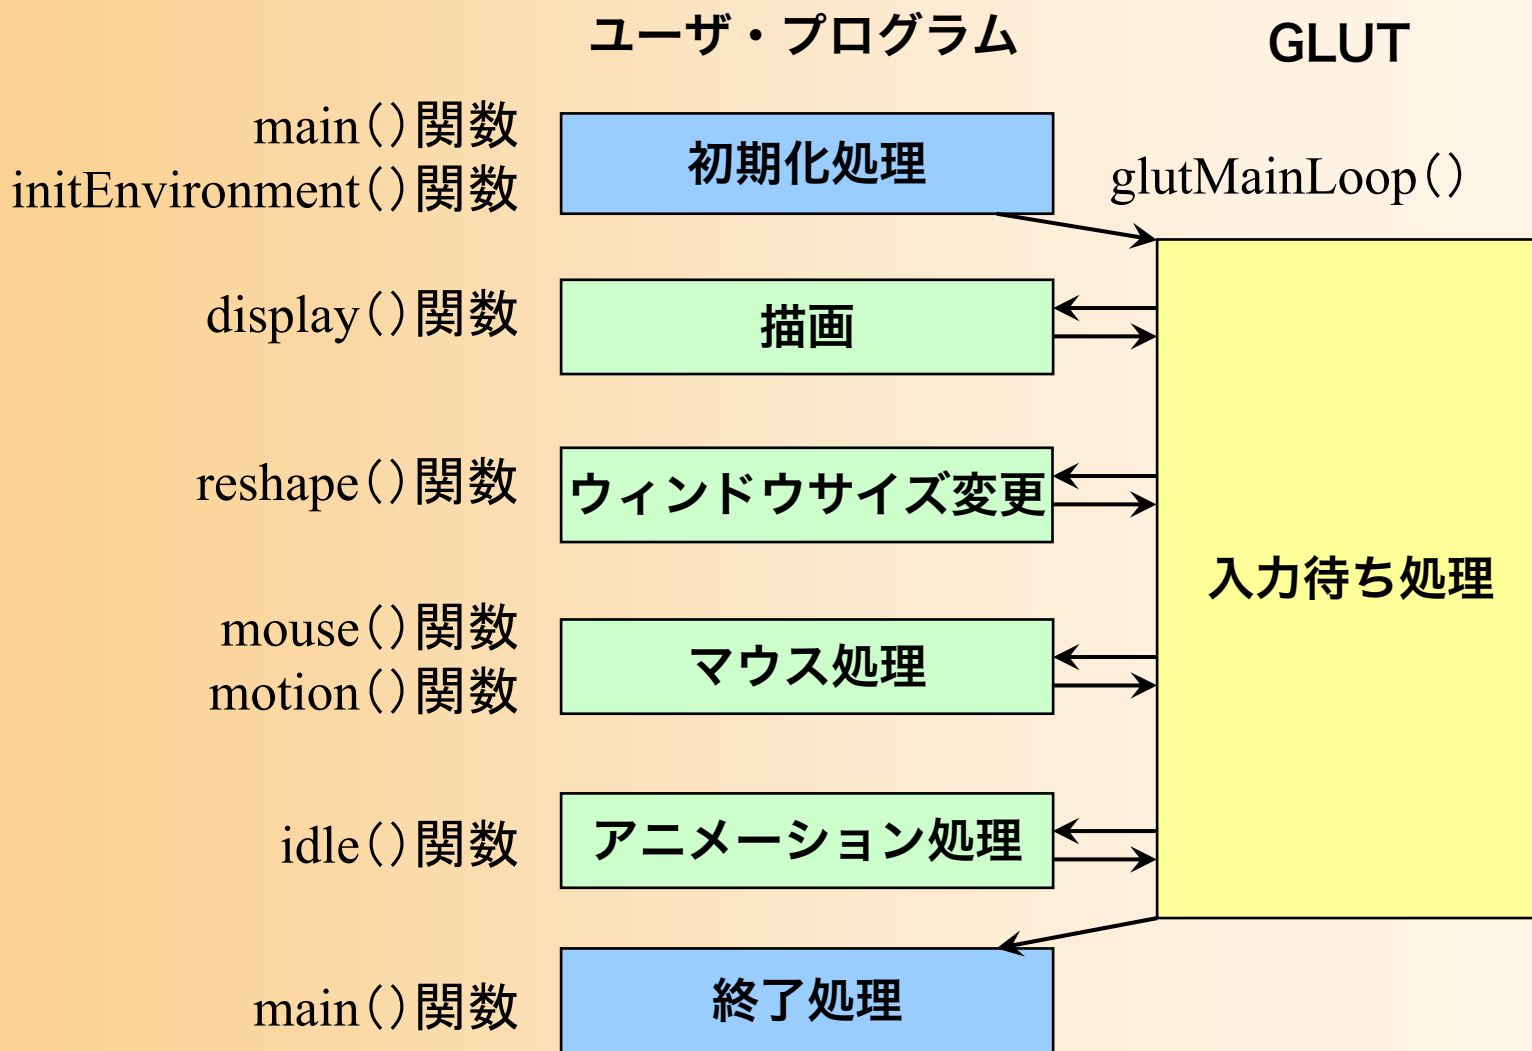 ユーザ・プログラム
GLUT
main()関数
initEnvironment()関数
初期化処理
glutMainLoop()
display()関数
描画
reshape()関数
ウィンドウサイズ変更
入力待ち処理
mouse()関数
motion()関数
マウス処理
idle()関数
アニメーション処理
main()関数
終了処理